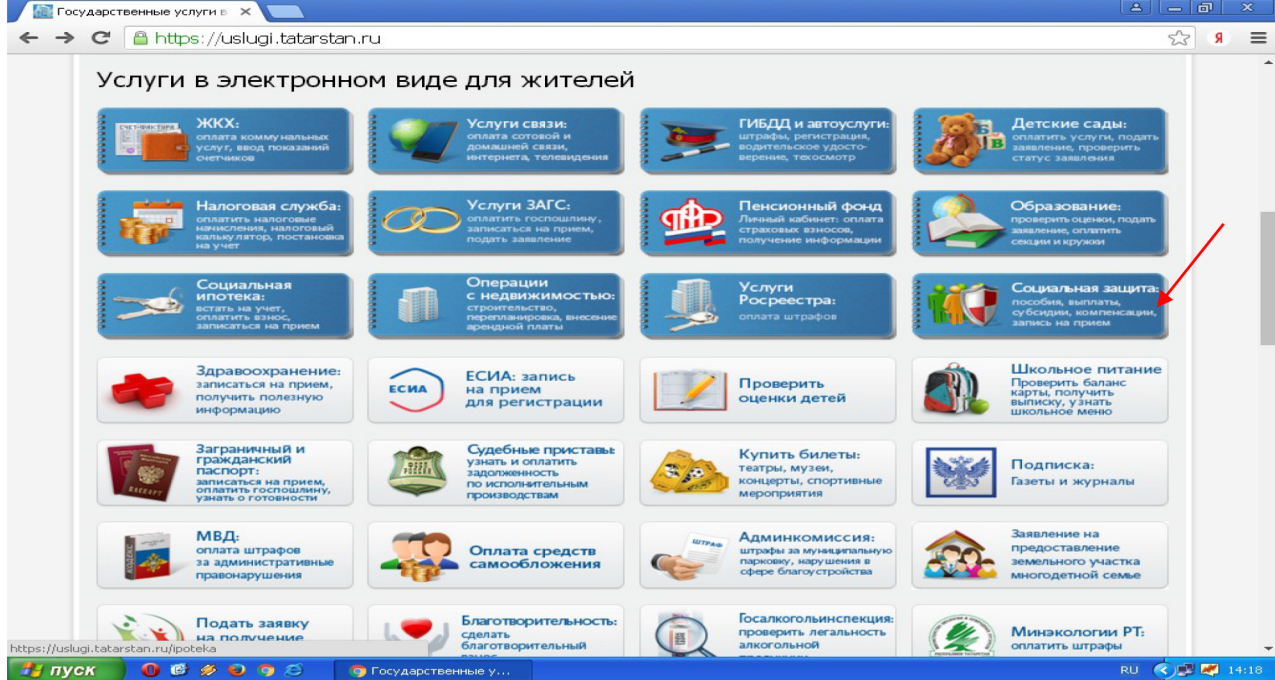 Государственные услуги в
https://uslugi.tatarstan.ru
Я
Услуги в электронном виде для жителей
ЖКХ:
оплата коммунальных
услуг, ввод показаний
счетчиков
Услуги связи:
оплата сотовой и
домашней связи,
интернета, телевидения
ГИБДД и автоуслуги:
штрафы, регистрация,
водительское удосто-
верение, техосмотр
Детские сады:
оплатить услуги, подать
заявление, проверить
статус заявления
Налоговая служба:
оплатить налоговые
начисления, налоговый
калькулятор, постановка
на учет
Услуги ЗАГС:
оплатить госпошлину,
записаться на прием,
подать заявление
Пенсионный фонд
Личный кабинет: оплата
страховых взносов,
получение информации
Образование:
проверить оценки, подать
заявление, оплатить
секции и кружки
Социальная
ипотека:
встать на учет,
оплатить взнос,
записаться на прием
Операции
с недвижимостью:
строительство,
перепланировка, внесение
арендной платы
Услуги
Росреестра:
оплата штрафов
Социальная защита:
пособия, выплаты,
субсидии, компенсации,
запись на прием
Здравоохранение:
записаться на прием,
получить полезную
информацию
ЕСИА
ЕСИА: запись
на прием
для регистрации
Проверить
оценки детей
Школьное питание
Проверить баланс
карты, получить
выписку, узнать
школьное меню
Заграничный и
гражданский
паспорт:
записаться на прием,
оплатить госпошлину,
узнать о готовности
Судебные приставы:
узнать и оплатить
задолженность
по исполнительным
производствам
Купить билеты:
театры, музеи,
концерты, спортивные
мероприятия
Подписка:
Газеты и журналы
МВД:
оплата штрафов
за административные
правонарушения
Оплата средств
самообложения
ШТРАФ
Админкомиссия:
штрафы за муниципальную
парковку, нарушения в
сфере благоустройства
Заявление на
предоставление
земельного участка
многодетной семье
Подать заявку
на получение
Благотворительность:
сделать
благотворительный
взнос
Госалкогольинспекция:
проверить легальность
алкогольной
Минэкологии РТ:
оплатить штрафы
https://uslugi.tatarstan.ru/ipoteka
пуск
Государственные у...
RU
14:18